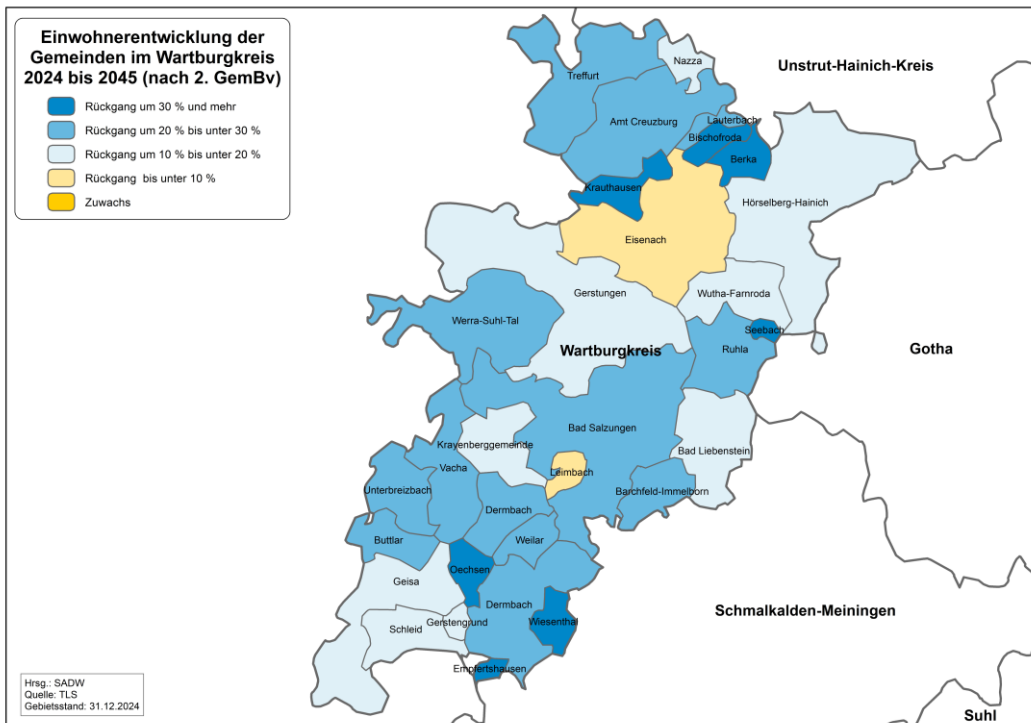 Einwohnerentwicklung der
Gemeinden im Wartburgkreis
2024 bis 2045 (nach 2. GemBv)
Rückgang um 30 % und mehr
Rückgang um 20 % bis unter 30 %
Rückgang um 10 % bis unter 20 %
Rückgang bis unter 10 %
Zuwachs
Nazza
Unstrut-Hainich-Kreis
Treffurt
Amt Creuzburg
Lauterbach
Bischofroda
Berka
Krauthausen
Hörselberg-Hainich
Eisenach
Gerstungen
Wutha-Farnroda
Werra-Suhl-Tal
Seebach
Wartburgkreis
Ruhla
Gotha
Bad Salzungen
Krayenberggemeinde
Bad Liebenstein
Vacha
Leimbach
Unterbreizbach
Barchfeld-Immelborn
Dermbach
Buttlar
Weilar
Oechsen
Geisa
Dermbach
Schmalkalden-Meiningen
Gerstengrund
Wiesenthal
Schleid
Empfertshausen
Hrsg.: SADW
Quelle: TLS
Gebietsstand: 31.12.2024
Suhl